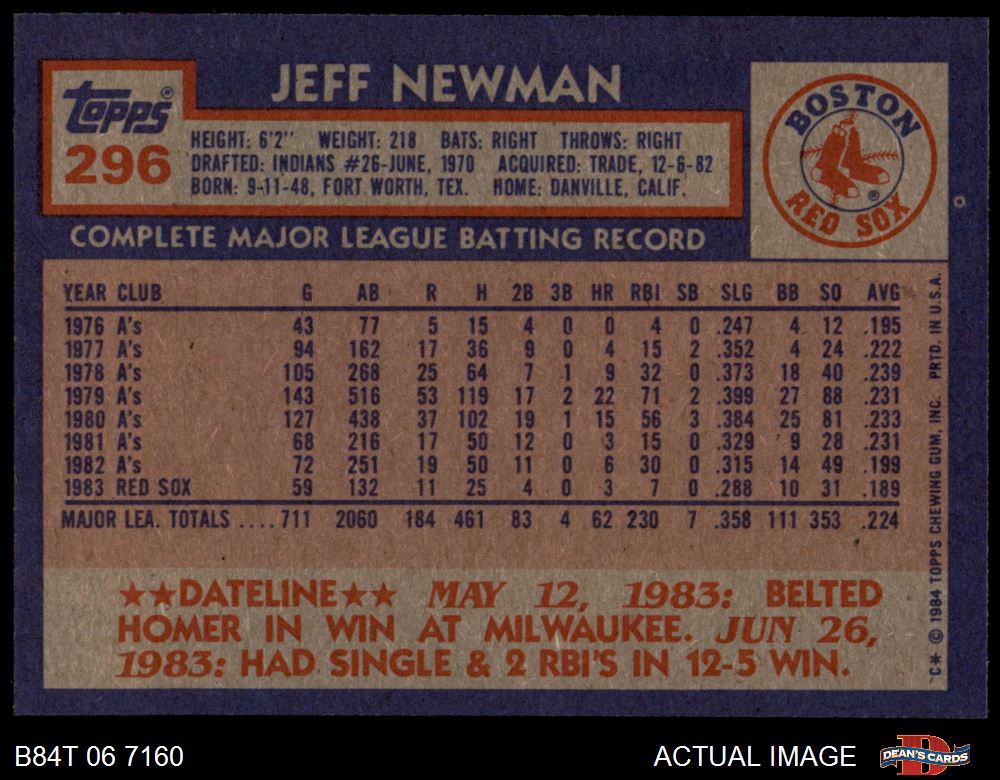 JEFF NEWMAN
TOPPS®
296
HEIGHT: 6'2'' WEIGHT: 218 BATS: RIGHT THROWS: RIGHT
DRAFTED: INDIANS #26-JUNE, 1970 ACQUIRED: TRADE, 12-6-82
BORN: 9-11-48, FORT WORTH, TEX. HOME: DANVILLE, CALIF.
BOSTON
RED SOX
®
COMPLETE MAJOR LEAGUE BATTING RECORD
YEAR CLUB G AB R H 2B 3B HR RBI SB SLG BB SO AVG
1976 A's 43 77 5 15 4 0 0 4 0 .247 4 12 .195
1977 A's 94 162 17 36 9 0 4 15 2 .352 4 24 .222
1978 A's 105 268 25 64 7 1 9 32 0 .373 18 40 .239
1979 A's 143 516 53 119 17 2 22 71 2 .399 27 88 .231
1980 A's 127 438 37 102 19 1 15 56 3 .384 25 81 .233
1981 A's 68 216 17 50 12 0 3 15 0 .329 9 28 .231
1982 A's 72 251 19 50 11 0 6 30 0 .315 14 49 .199
1983 RED SOX 59 132 11 25 4 0 3 7 0 .288 10 31 .189
MAJOR LEA. TOTALS ....711 2060 184 461 83 4 62 230 7 .358 111 353 .224
★★DATELINE★★ MAY 12, 1983: BELTED
HOMER IN WIN AT MILWAUKEE. JUN 26,
1983: HAD SINGLE & 2 RBI'S IN 12-5 WIN.
C* © 1984 TOPPS CHEWING GUM, INC. PRTD. IN U.S.A.
B84T 06 7160
ACTUAL IMAGE
D
DEAN'S CARDS